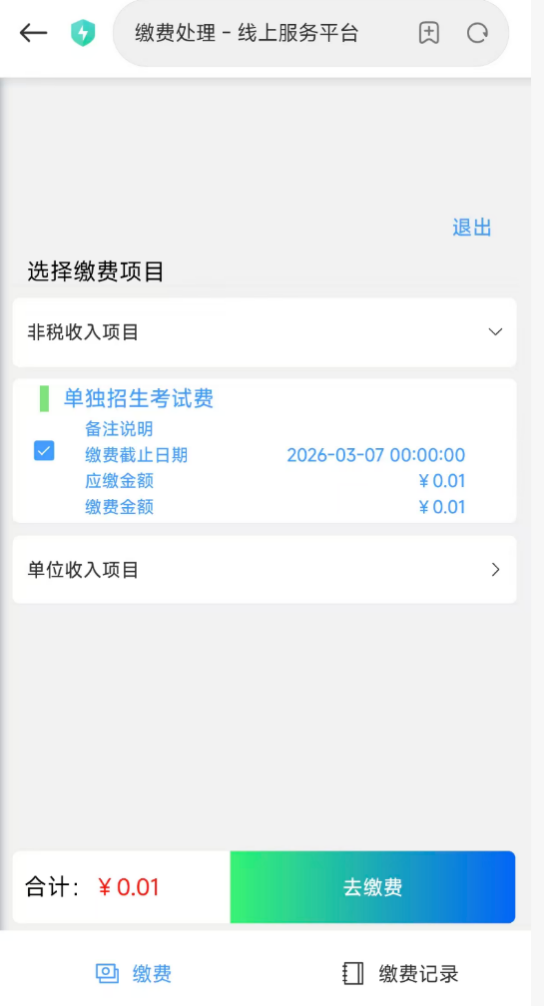 缴费处理 - 线上服务平台
退出
选择缴费项目
非税收入项目
单独招生考试费
备注说明
缴费截止日期 2026-03-07 00:00:00
应缴金额 ¥0.01
缴费金额 ¥0.01
单位收入项目
合计: ¥0.01 去缴费
缴费 缴费记录